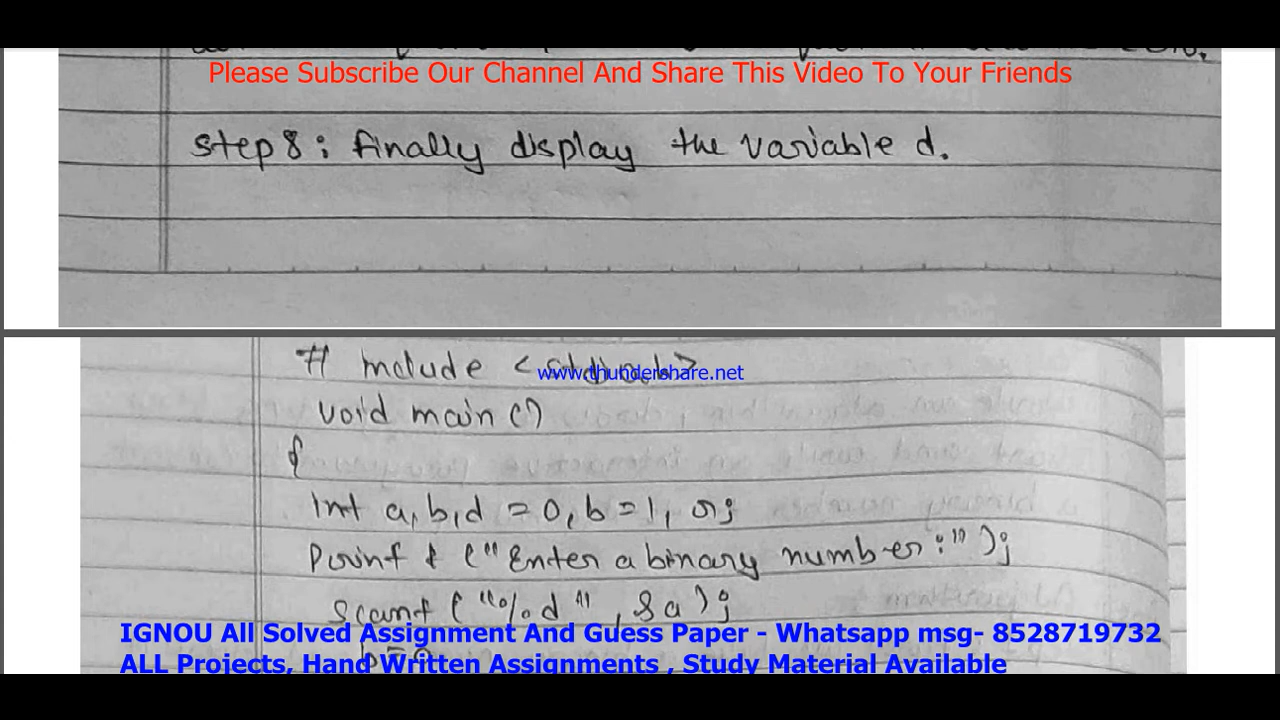 Please Subscribe Our Channel And Share This Video To Your Friends
Step 8: finally display the variable d.
# include <stdio.h>
www.thundershare.net
void main ()
{
int a, b, d = 0, b = 1, r;
Printf ("Enter a binary number:");
Scanf ("%d", &a);
IGNOU All Solved Assignment And Guess Paper - Whatsapp msg- 8528719732
ALL Projects, Hand Written Assignments , Study Material Available